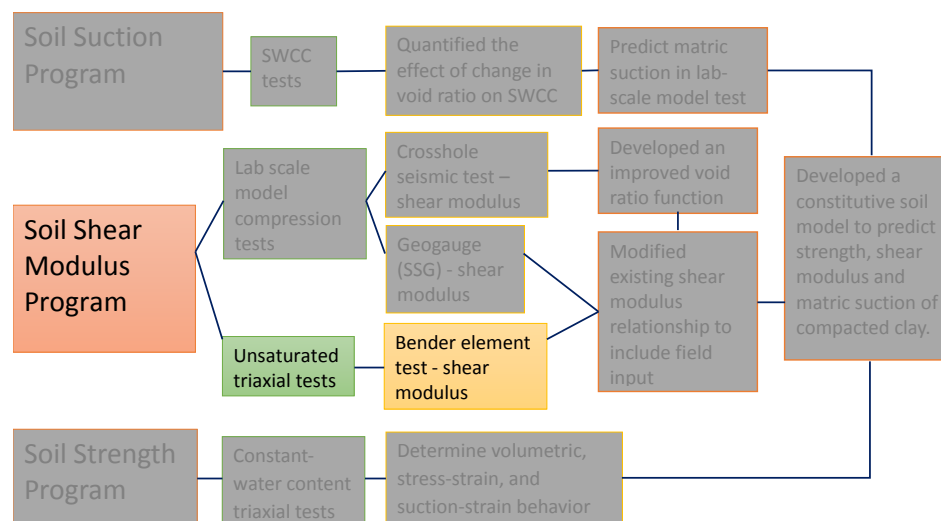 Soil Suction
Program
SWCC
tests
Quantified the
effect of change in
void ratio on SWCC
Predict matric
suction in lab-
scale model test
Soil Shear
Modulus
Program
Lab scale
model
compression
tests
Crosshole
seismic test –
shear modulus
Developed an
improved void
ratio function
Geogauge
(SSG) - shear
modulus
Modified
existing shear
modulus
relationship to
include field
input
Unsaturated
triaxial tests
Bender element
test - shear
modulus
Developed a
constitutive soil
model to predict
strength, shear
modulus and
matric suction of
compacted clay.
Soil Strength
Program
Constant-
water content
triaxial tests
Determine volumetric,
stress-strain, and
suction-strain behavior